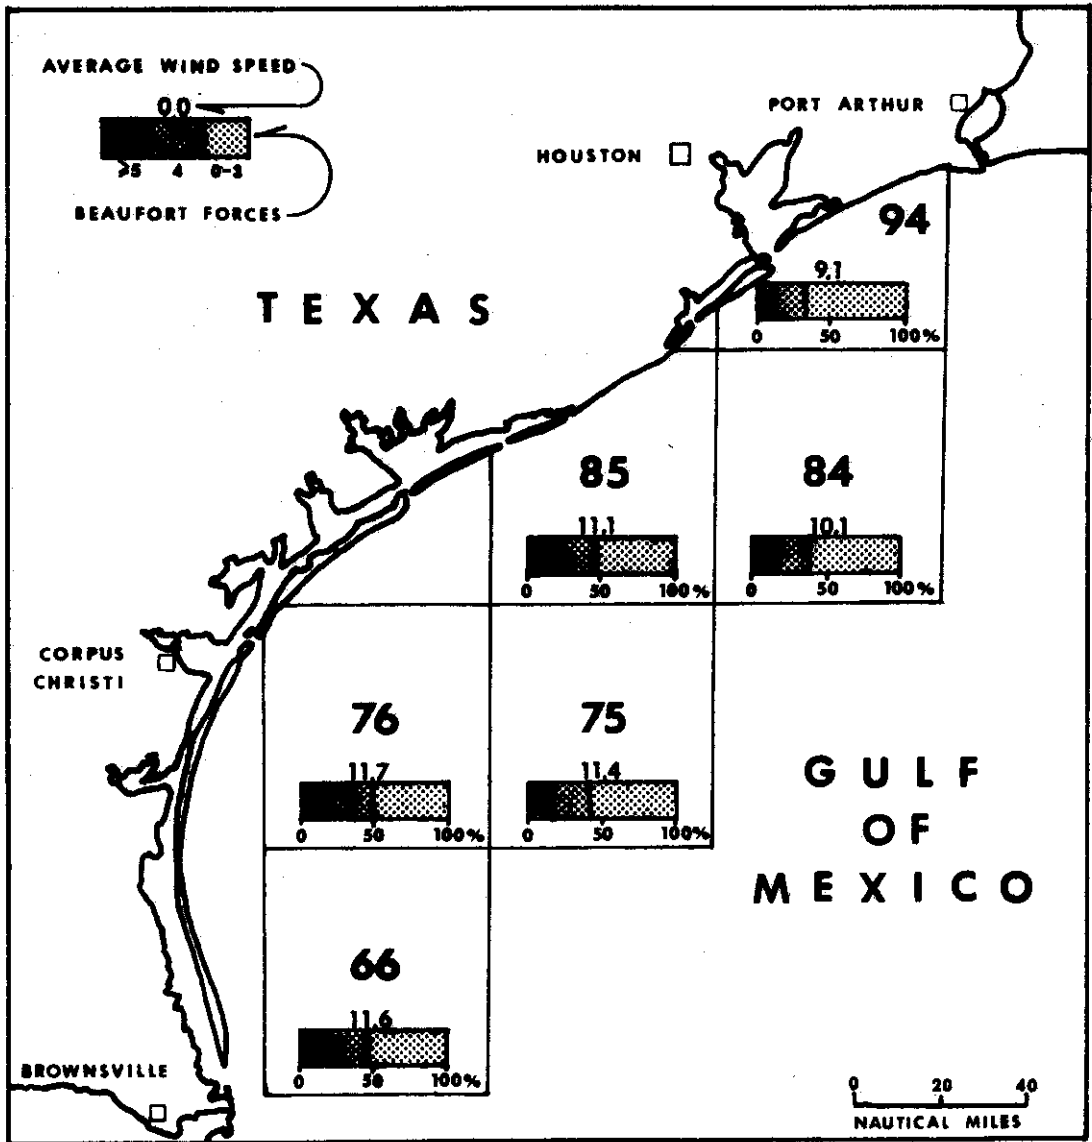 AVERAGE WIND SPEED
0.0
≥5 4 0-3
BEAUFORT FORCES
PORT ARTHUR
HOUSTON
TEXAS
94
9.1
0 50 100%
85
11.1
0 50 100%
84
10.1
0 50 100%
CORPUS
CHRISTI
76
11.7
0 50 100%
75
11.4
0 50 100%
GULF
OF
MEXICO
66
11.6
0 50 100%
BROWNSVILLE
0 20 40
NAUTICAL MILES